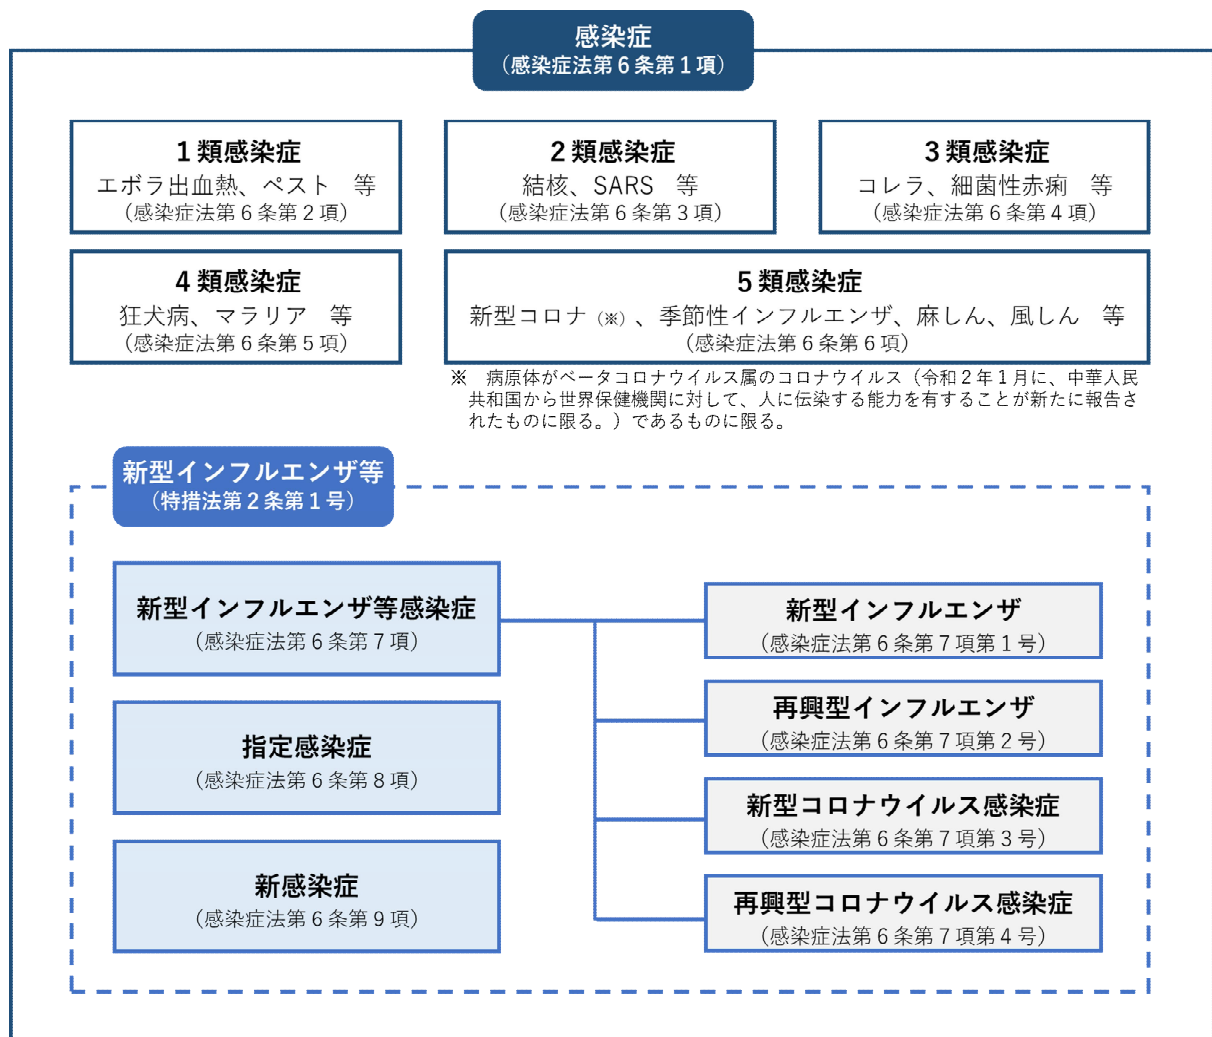 感染症
（感染症法第６条第１項）
１類感染症
エボラ出血熱、ペスト　等
（感染症法第６条第２項）
２類感染症
結核、SARS　等
（感染症法第６条第３項）
３類感染症
コレラ、細菌性赤痢　等
（感染症法第６条第４項）
４類感染症
狂犬病、マラリア　等
（感染症法第６条第５項）
５類感染症
新型コロナ（※）、季節性インフルエンザ、麻しん、風しん　等
（感染症法第６条第６項）
※　病原体がベータコロナウイルス属のコロナウイルス（令和２年１月に、中華人民
共和国から世界保健機関に対して、人に伝染する能力を有することが新たに報告さ
れたものに限る。）であるものに限る。
新型インフルエンザ等
（特措法第２条第１号）
新型インフルエンザ等感染症
（感染症法第６条第７項）
指定感染症
（感染症法第６条第８項）
新感染症
（感染症法第６条第９項）
新型インフルエンザ
（感染症法第６条第７項第１号）
再興型インフルエンザ
（感染症法第６条第７項第２号）
新型コロナウイルス感染症
（感染症法第６条第７項第３号）
再興型コロナウイルス感染症
（感染症法第６条第７項第４号）